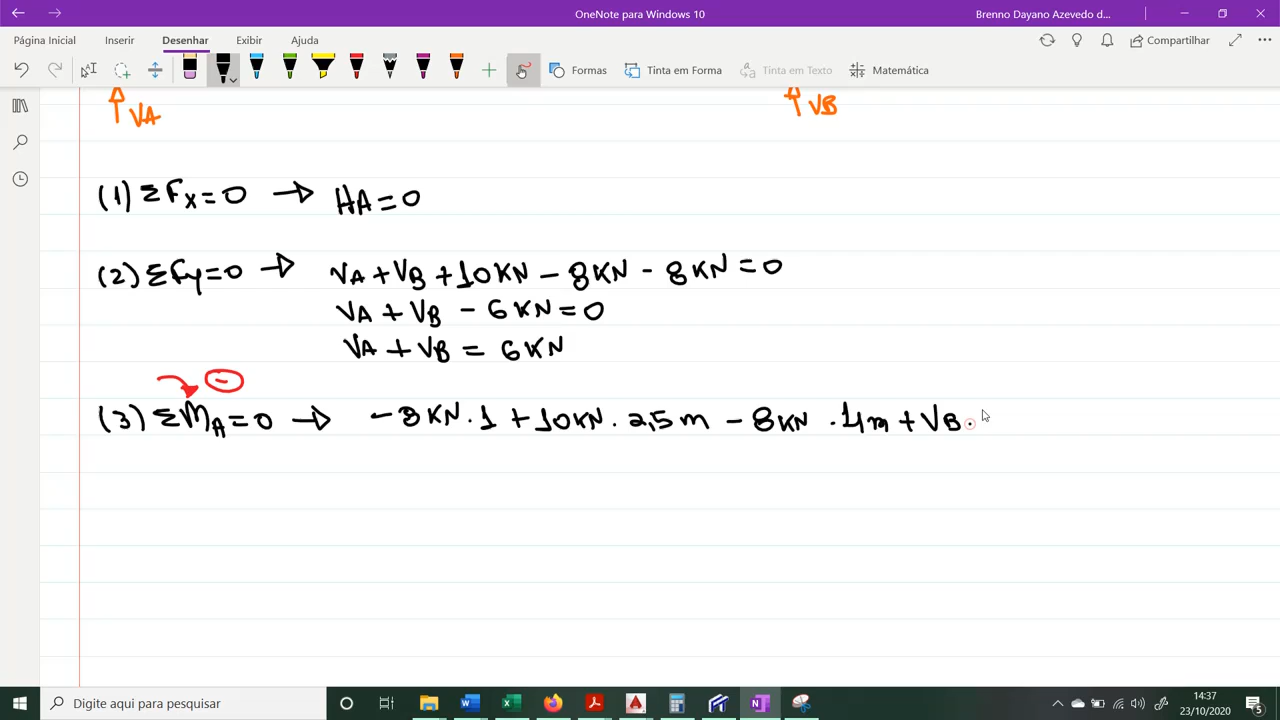 OneNote para Windows 10
Brenno Dayano Azevedo d...
Página Inicial
Inserir
Desenhar
Exibir
Ajuda
Compartilhar
Formas
Tinta em Forma
Tinta em Texto
Matemática
VA
VB
(1) ΣFx=0 → HA=0
(2) ΣFy=0 → VA+VB+10KN-8KN-8KN=0
VA+VB-6KN=0
VA+VB=6KN
-
(3) ΣMA=0 → -8KN.1+10KN.2,5m-8KN.4m+VB.
Digite aqui para pesquisar
14:37
23/10/2020
5